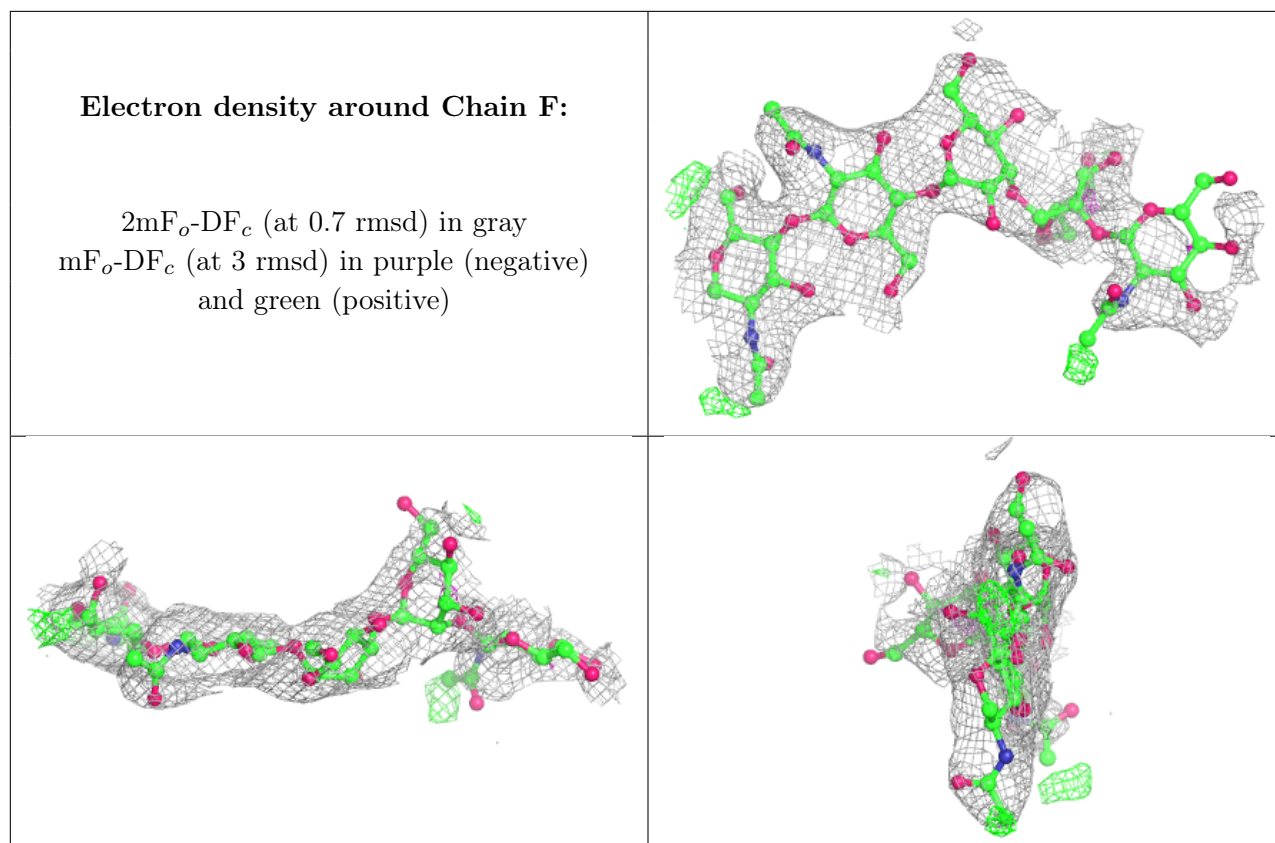 Electron density around Chain F:
2mFo-DFc (at 0.7 rmsd) in gray
mFo-DFc (at 3 rmsd) in purple (negative)
and green (positive)